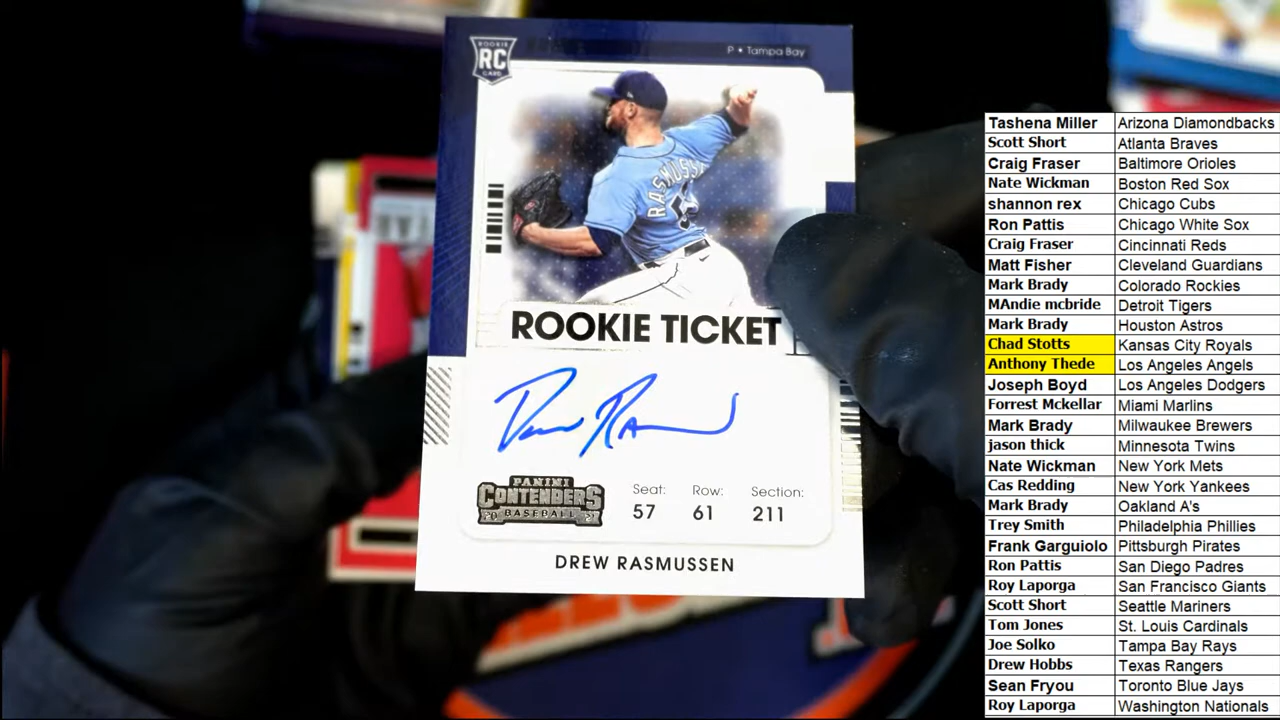 ROOKIE
RC
CARD
P • Tampa Bay
RASMUSS
ROOKIE TICKET
PANINI
CONTENDERS
BASEBALL
Seat: Row: Section:
57 61 211
DREW RASMUSSEN
Tashena Miller Arizona Diamondbacks
Scott Short Atlanta Braves
Craig Fraser Baltimore Orioles
Nate Wickman Boston Red Sox
shannon rex Chicago Cubs
Ron Pattis Chicago White Sox
Craig Fraser Cincinnati Reds
Matt Fisher Cleveland Guardians
Mark Brady Colorado Rockies
MAndie mcbride Detroit Tigers
Mark Brady Houston Astros
Chad Stotts Kansas City Royals
Anthony Thede Los Angeles Angels
Joseph Boyd Los Angeles Dodgers
Forrest Mckellar Miami Marlins
Mark Brady Milwaukee Brewers
jason thick Minnesota Twins
Nate Wickman New York Mets
Cas Redding New York Yankees
Mark Brady Oakland A's
Trey Smith Philadelphia Phillies
Frank Garguiolo Pittsburgh Pirates
Ron Pattis San Diego Padres
Roy Laporga San Francisco Giants
Scott Short Seattle Mariners
Tom Jones St. Louis Cardinals
Joe Solko Tampa Bay Rays
Drew Hobbs Texas Rangers
Sean Fryou Toronto Blue Jays
Roy Laporga Washington Nationals